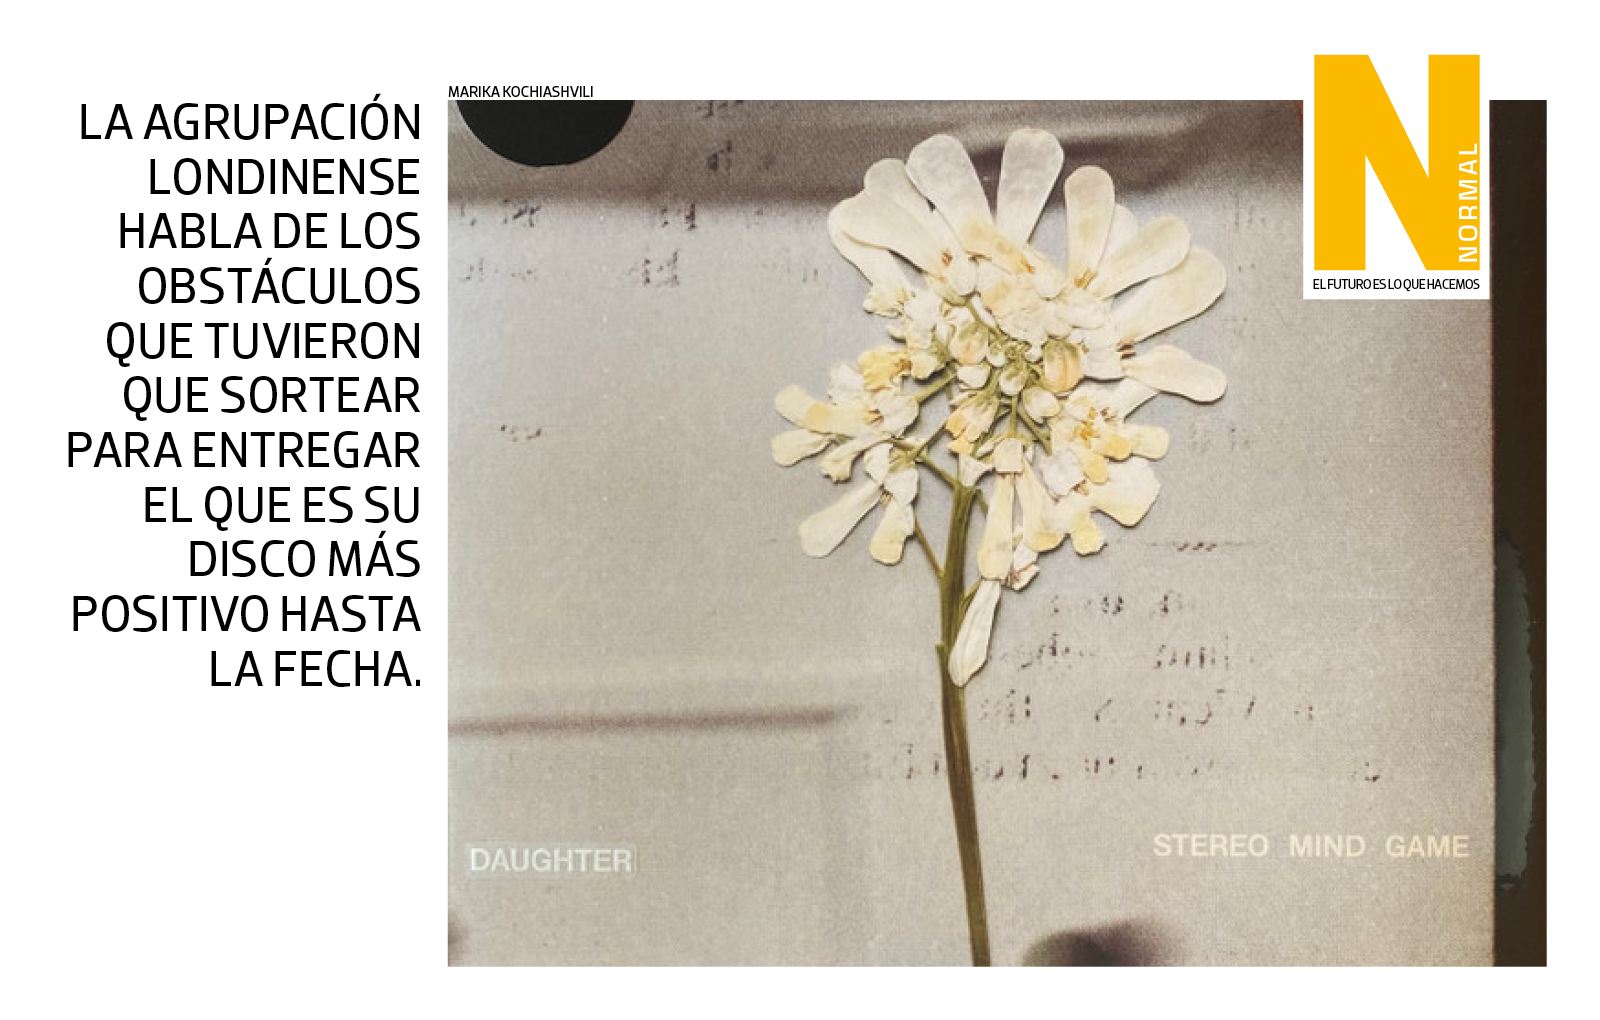 LA AGRUPACIÓN
LONDINENSE
HABLA DE LOS
OBSTÁCULOS
QUE TUVIERON
QUE SORTEAR
PARA ENTREGAR
EL QUE ES SU
DISCO MÁS
POSITIVO HASTA
LA FECHA.
MARIKA KOCHIASHVILI
NORMAL
EL FUTURO ES LO QUE HACEMOS
DAUGHTER
STEREO MIND GAME